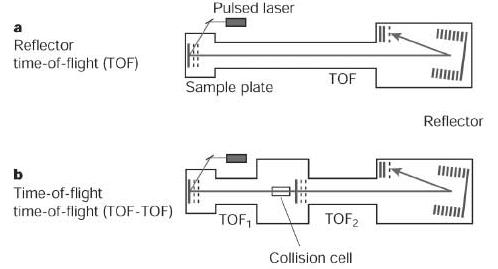 Pulsed laser
a
Reflector
time-of-flight (TOF)
TOF
Sample plate
Reflector
b
Time-of-flight
time-of-flight (TOF-TOF)
TOF1
TOF2
Collision cell